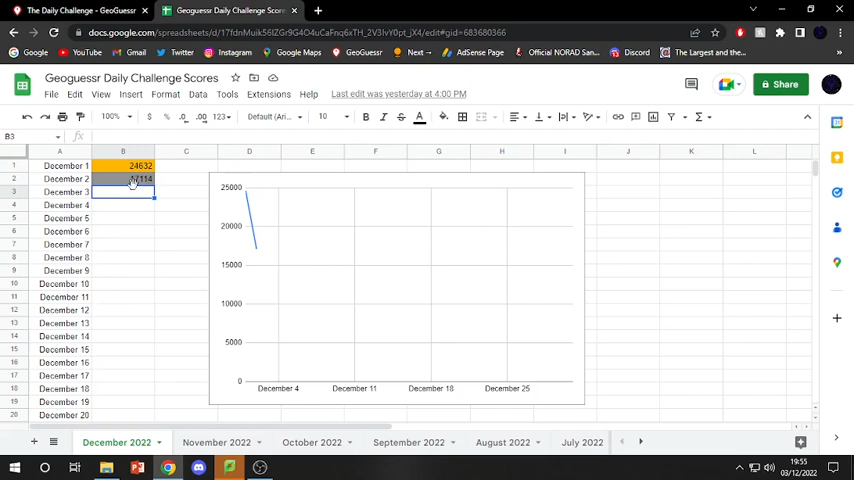 The Daily Challenge - GeoGuessr
Geoguessr Daily Challenge Score
docs.google.com/spreadsheets/d/17fdnMukIZGr9G4O4uCaFnqTH_2V3IvY0pt_jX4/edit#gid=683680366
Google YouTube Gmail Twitter Instagram Google Maps GeoGuessr Next → AdSense Page Official NORAD San... Discord The Largest and the...
Geoguessr Daily Challenge Scores
File Edit View Insert Format Data Tools Extensions Help Last edit was yesterday at 4:00 PM
Share
100% $ % .0 .00 123 Default (Ari... 10 B I S A
B3 fx
A B C D E F G H I J K L
1 December 1 24632
2 December 2 17114
3 December 3
4 December 4
5 December 5
6 December 6
7 December 7
8 December 8
9 December 9
10 December 10
11 December 11
12 December 12
13 December 13
14 December 14
15 December 15
16 December 16
17 December 17
18 December 18
19 December 19
20 December 20
25000
20000
15000
10000
5000
0
December 4 December 11 December 18 December 25
December 2022 November 2022 October 2022 September 2022 August 2022 July 2022
19:55
03/12/2022